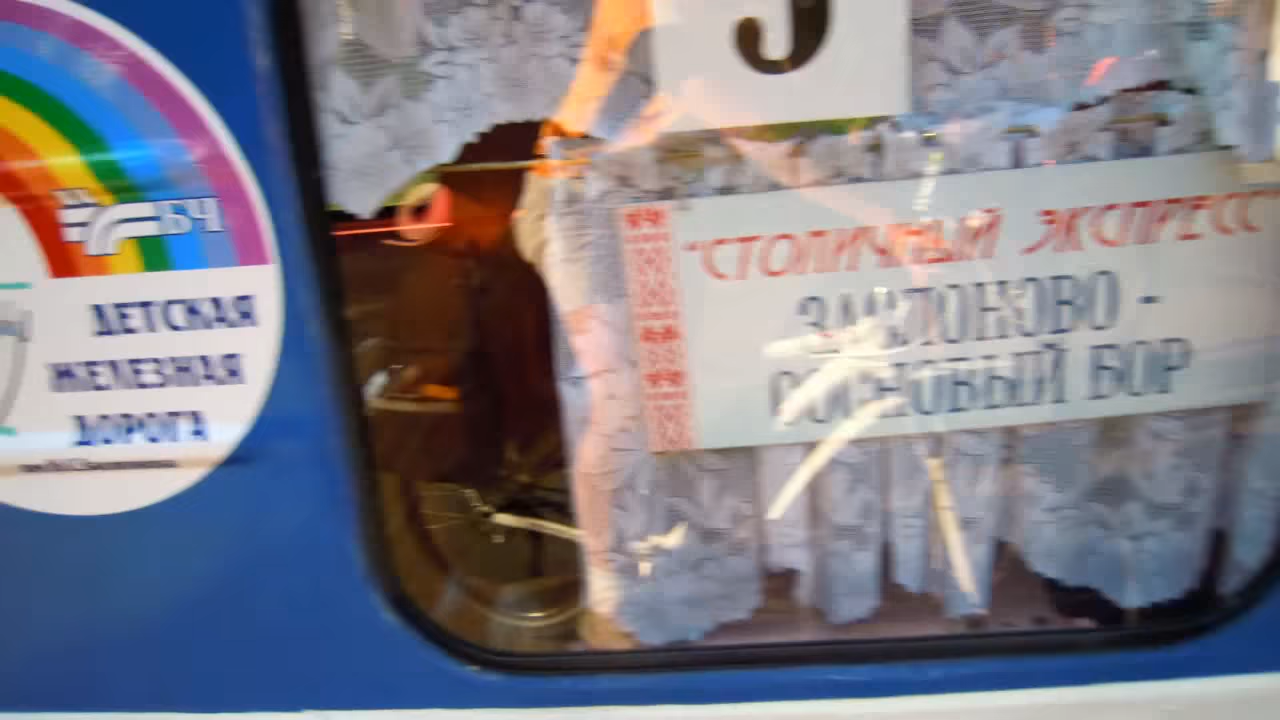 БЧ
ДЕТСКАЯ
ЖЕЛЕЗНАЯ
ДОРОГА
"СТОЛИЧНЫЙ ЭКСПРЕСС"
ЗАСЛОНОВО -
СОСНОВЫЙ БОР